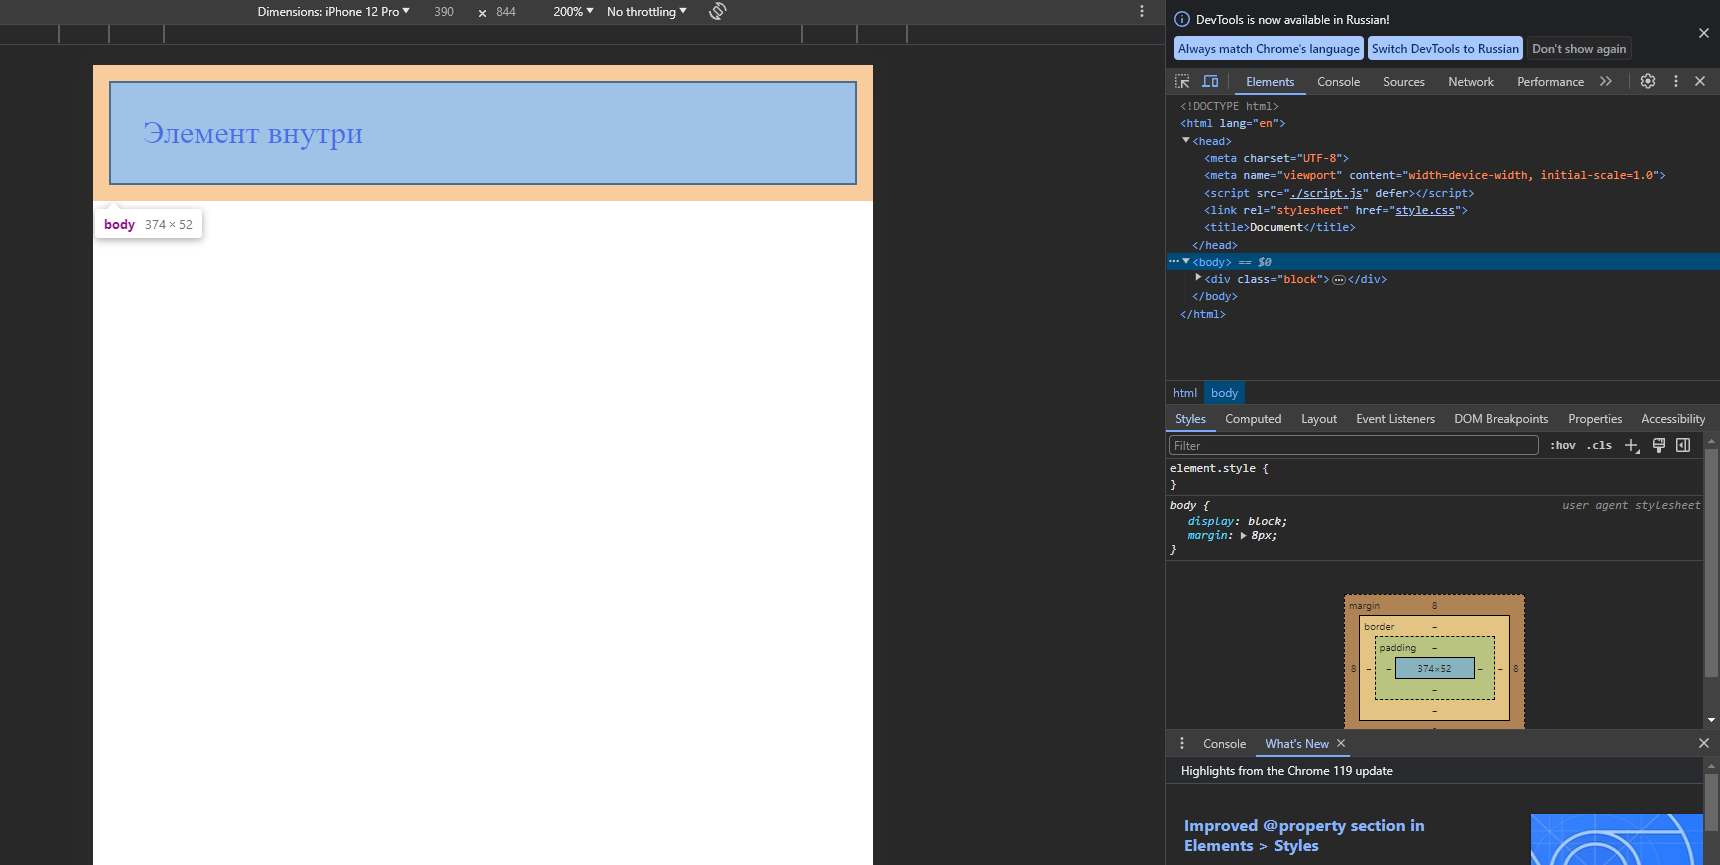 Dimensions: iPhone 12 Pro 390 × 844 200% No throttling
Элемент внутри
body 374 × 52
DevTools is now available in Russian!
Always match Chrome's language Switch DevTools to Russian Don't show again
Elements Console Sources Network Performance
<!DOCTYPE html>
<html lang="en">
<head>
<meta charset="UTF-8">
<meta name="viewport" content="width=device-width, initial-scale=1.0">
<script src="./script.js" defer></script>
<link rel="stylesheet" href="style.css">
<title>Document</title>
</head>
<body> == $0
<div class="block">…</div>
</body>
</html>
html body
Styles Computed Layout Event Listeners DOM Breakpoints Properties Accessibility
Filter :hov .cls
element.style {
}
body { user agent stylesheet
display: block;
margin: 8px;
}
margin 8
border –
padding –
8 – – 374×52 – – 8
–
–
Console What's New
Highlights from the Chrome 119 update
Improved @property section in
Elements > Styles